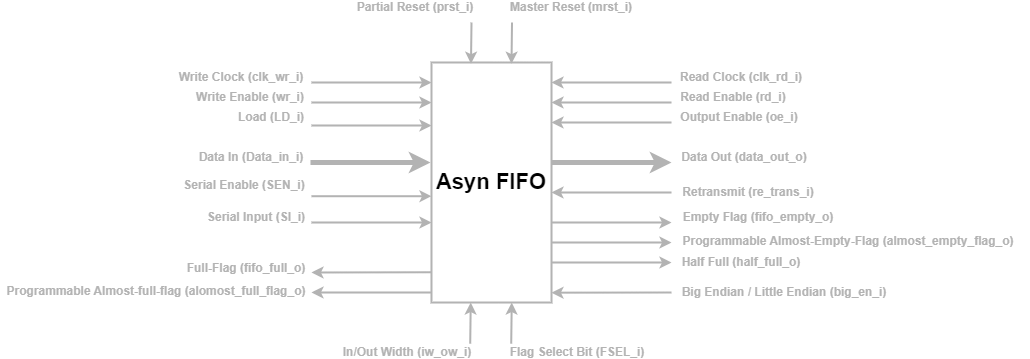 Partial Reset (prst_i)
Master Reset (mrst_i)
Write Clock (clk_wr_i)
Read Clock (clk_rd_i)
Write Enable (wr_i)
Read Enable (rd_i)
Load (LD_i)
Output Enable (oe_i)
Data In (Data_in_i)
Data Out (data_out_o)
Asyn FIFO
Serial Enable (SEN_i)
Retransmit (re_trans_i)
Serial Input (SI_i)
Empty Flag (fifo_empty_o)
Programmable Almost-Empty-Flag (almost_empty_flag_o)
Full-Flag (fifo_full_o)
Half Full (half_full_o)
Programmable Almost-full-flag (alomost_full_flag_o)
Big Endian / Little Endian (big_en_i)
In/Out Width (iw_ow_i)
Flag Select Bit (FSEL_i)